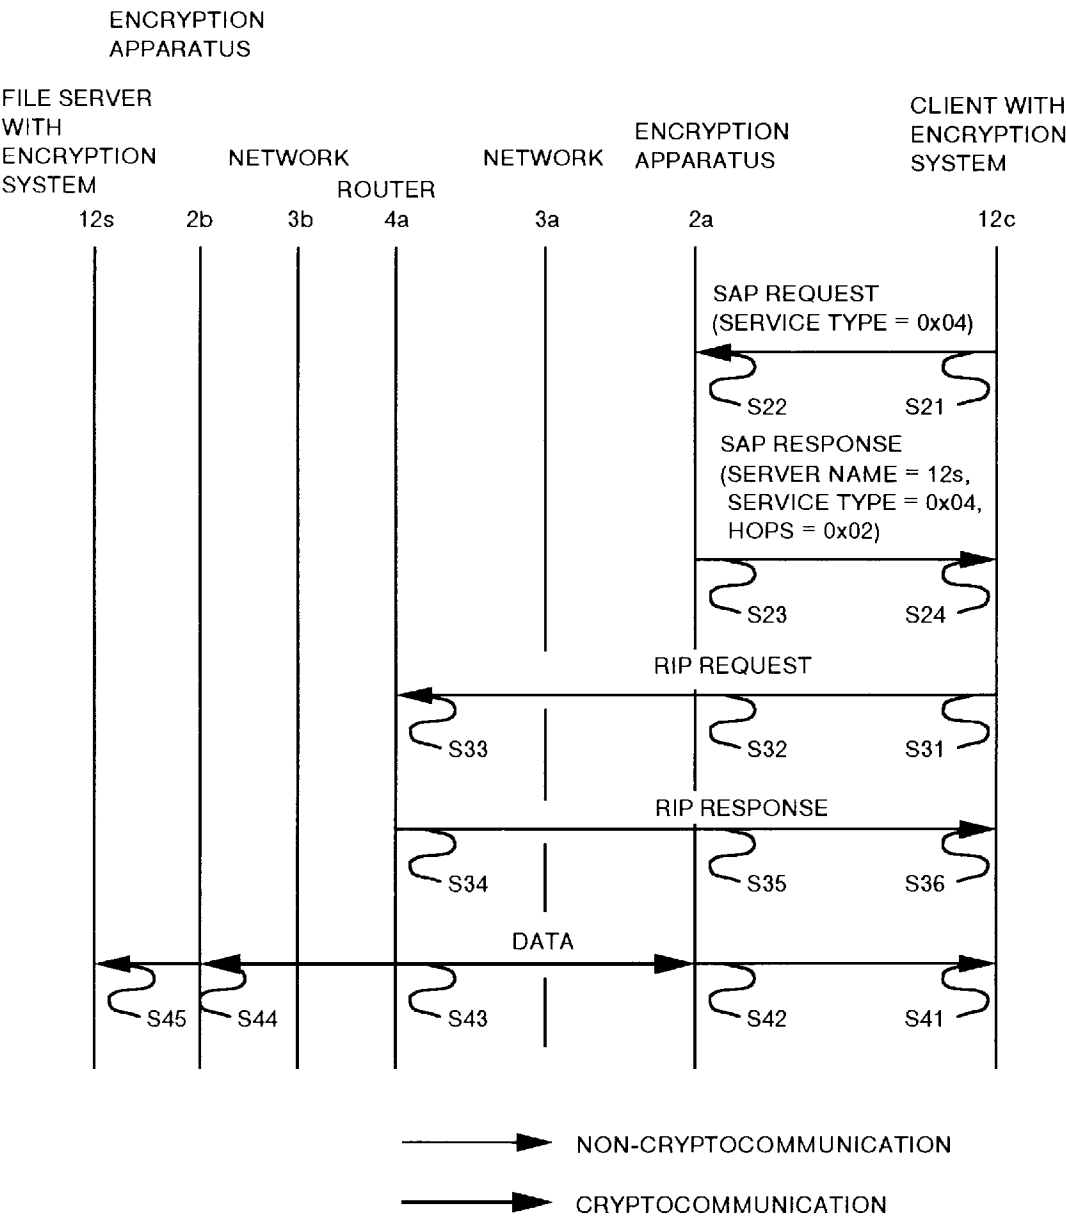 ENCRYPTION
APPARATUS
FILE SERVER
WITH
ENCRYPTION
SYSTEM
NETWORK
ROUTER
NETWORK
ENCRYPTION
APPARATUS
CLIENT WITH
ENCRYPTION
SYSTEM
12s 2b 3b 4a 3a 2a 12c
SAP REQUEST
(SERVICE TYPE = 0x04)
S22 S21
SAP RESPONSE
(SERVER NAME = 12s,
SERVICE TYPE = 0x04,
HOPS = 0x02)
S23 S24
RIP REQUEST
S33 S32 S31
RIP RESPONSE
S34 S35 S36
DATA
S45 S44 S43 S42 S41
NON-CRYPTOCOMMUNICATION
CRYPTOCOMMUNICATION